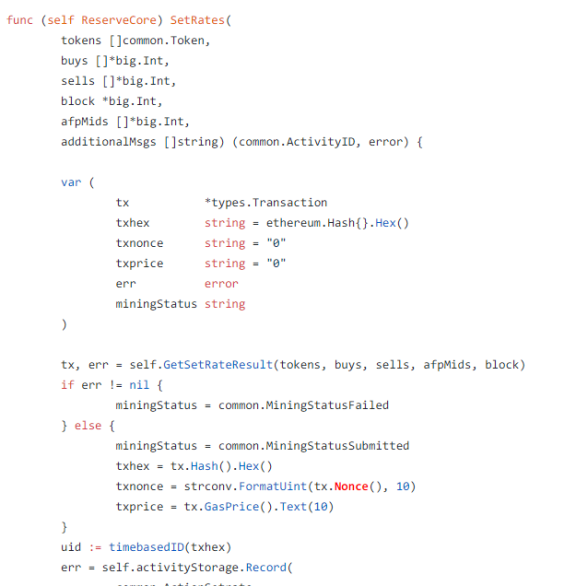 func (self ReserveCore) SetRates(
tokens []common.Token,
buys []*big.Int,
sells []*big.Int,
block *big.Int,
afpMids []*big.Int,
additionalMsgs []string) (common.ActivityID, error) {
var (
tx *types.Transaction
txhex string = ethereum.Hash{}.Hex()
txnonce string = "0"
txprice string = "0"
err error
miningStatus string
)
tx, err = self.GetSetRateResult(tokens, buys, sells, afpMids, block)
if err != nil {
miningStatus = common.MiningStatusFailed
} else {
miningStatus = common.MiningStatusSubmitted
txhex = tx.Hash().Hex()
txnonce = strconv.FormatUint(tx.Nonce(), 10)
txprice = tx.GasPrice().Text(10)
}
uid := timebasedID(txhex)
err = self.activityStorage.Record(